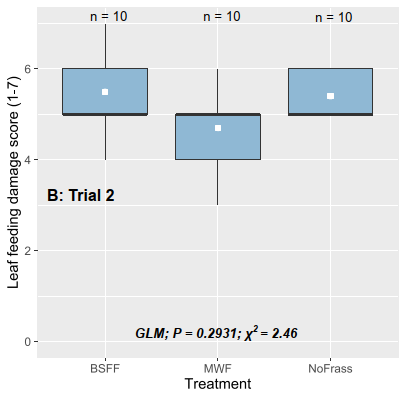 n = 10 n = 10 n = 10
6
4
2
0
Leaf feeding damage score (1-7)
B: Trial 2
GLM; P = 0.2931; χ² = 2.46
BSFF MWF NoFrass
Treatment